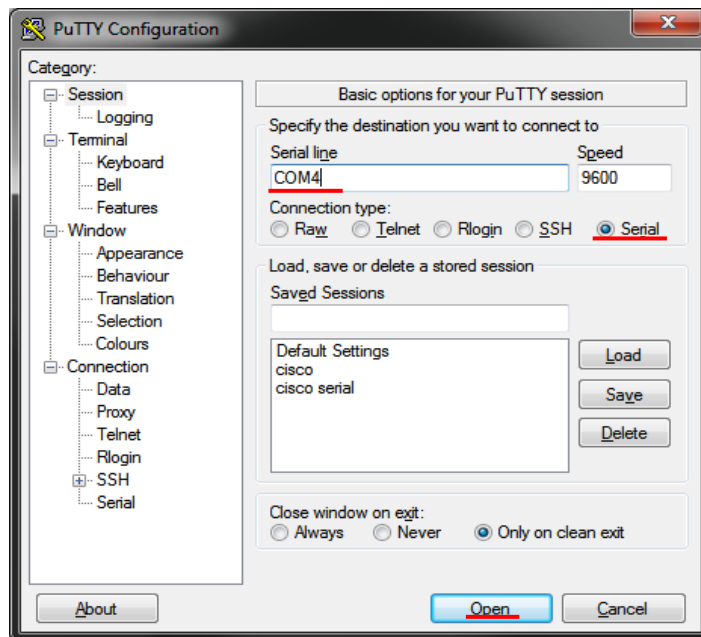 PuTTY Configuration
Category:
Session
Logging
Terminal
Keyboard
Bell
Features
Window
Appearance
Behaviour
Translation
Selection
Colours
Connection
Data
Proxy
Telnet
Rlogin
SSH
Serial
Basic options for your PuTTY session
Specify the destination you want to connect to
Serial line Speed
COM4 9600
Connection type:
Raw Telnet Rlogin SSH Serial
Load, save or delete a stored session
Saved Sessions
Default Settings
cisco
cisco serial
Load
Save
Delete
Close window on exit:
Always Never Only on clean exit
About Open Cancel